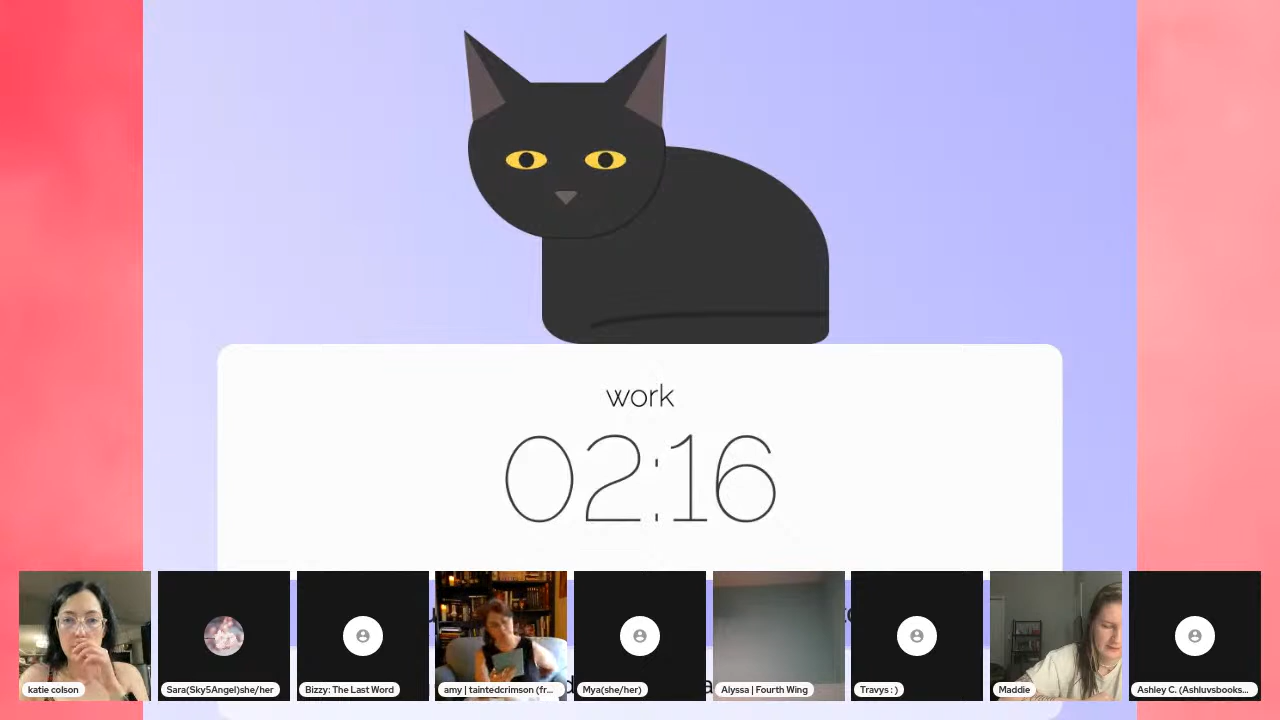 work
02:16
katie colson
Sara(Sky5Angel)she/her
Bizzy: The Last Word
amy | taintedcrimson (fr...
Mya(she/her)
Alyssa | Fourth Wing
Travys : )
Maddie
Ashley C. (Ashluvsbooks...